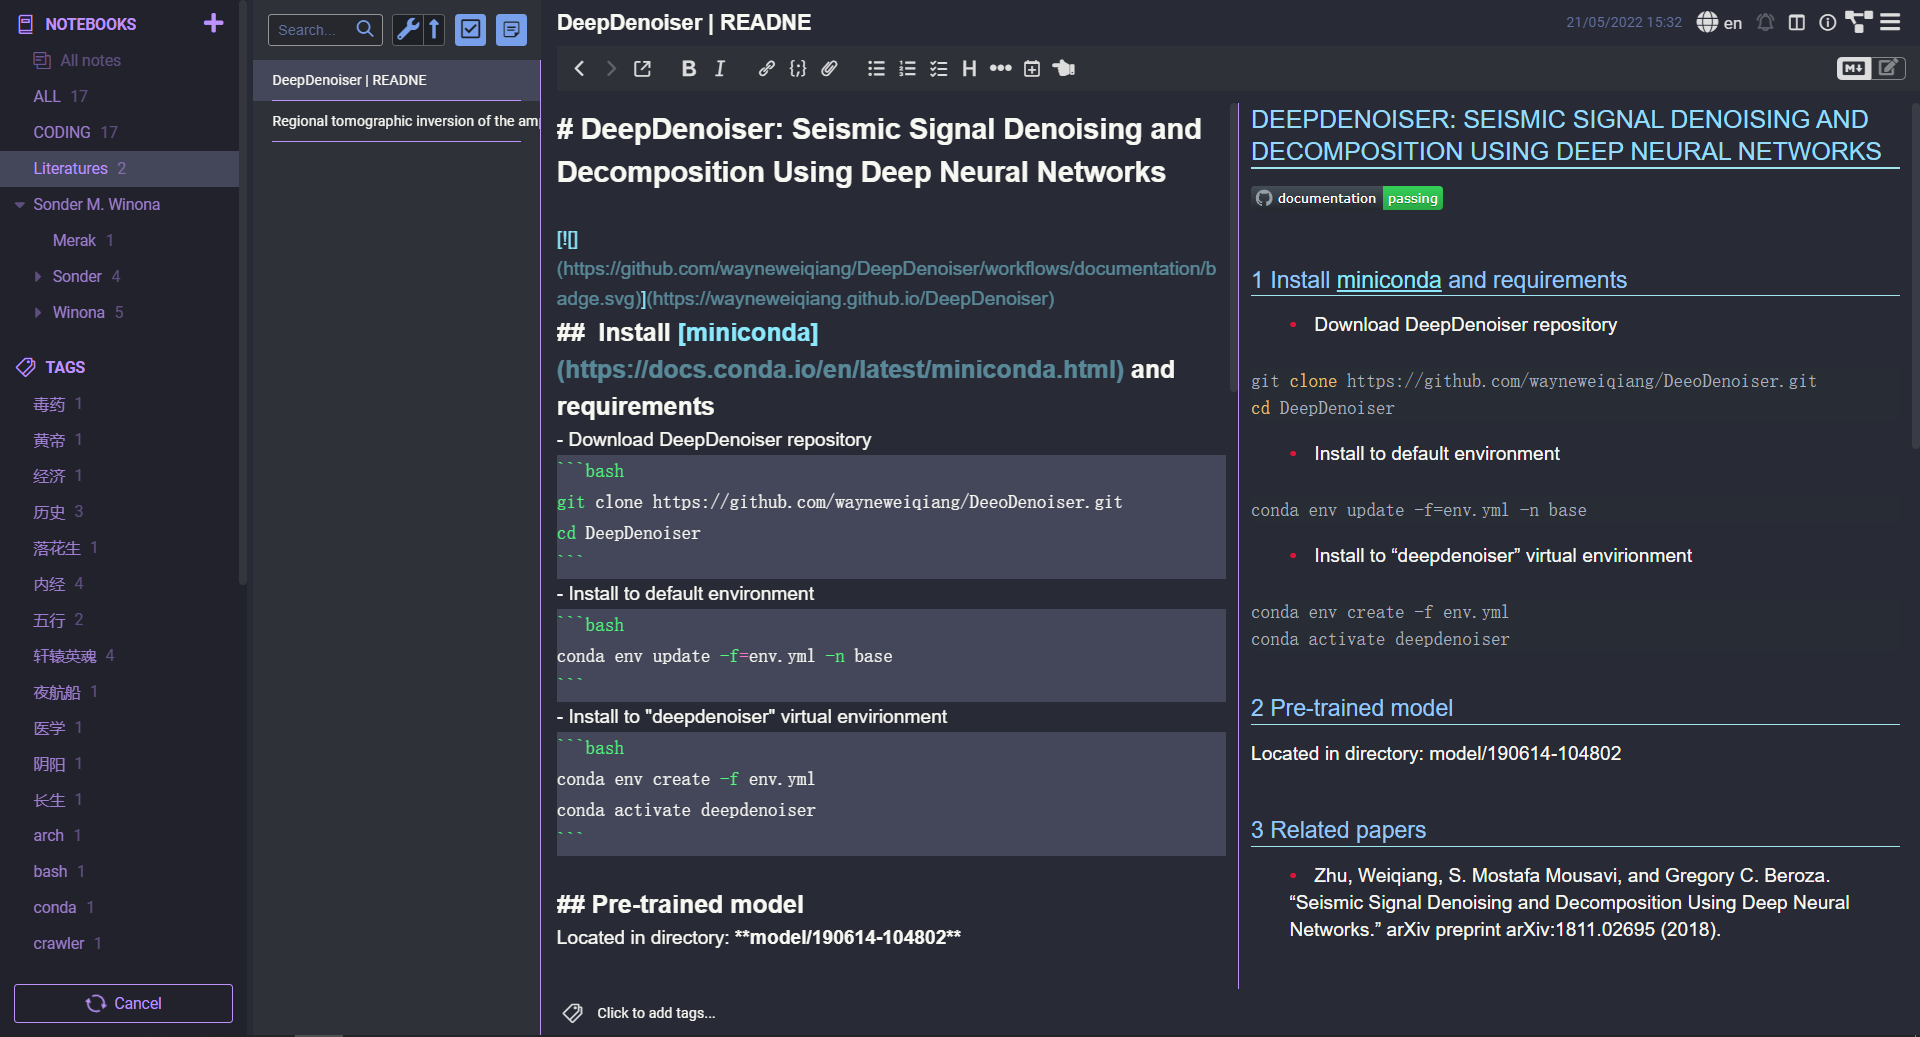 NOTEBOOKS
All notes
ALL 17
CODING 17
Literatures 2
Sonder M. Winona
Merak 1
Sonder 4
Winona 5
TAGS
毒药 1
黄帝 1
经济 1
历史 3
落花生 1
内经 4
五行 2
轩辕英魂 4
夜航船 1
医学 1
阴阳 1
长生 1
arch 1
bash 1
conda 1
crawler 1
Cancel
Search...
DeepDenoiser | READNE
Regional tomographic inversion of the am
DeepDenoiser | READNE
21/05/2022 15:32
en
B I
H
M
# DeepDenoiser: Seismic Signal Denoising and
Decomposition Using Deep Neural Networks
[![]
(https://github.com/wayneweiqiang/DeepDenoiser/workflows/documentation/b
adge.svg)](https://wayneweiqiang.github.io/DeepDenoiser)
## Install [miniconda]
(https://docs.conda.io/en/latest/miniconda.html) and
requirements
- Download DeepDenoiser repository
```bash
git clone https://github.com/wayneweiqiang/DeeoDenoiser.git
cd DeepDenoiser
```
- Install to default environment
```bash
conda env update -f=env.yml -n base
```
- Install to "deepdenoiser" virtual envirionment
```bash
conda env create -f env.yml
conda activate deepdenoiser
```
## Pre-trained model
Located in directory: **model/190614-104802**
Click to add tags...
DEEPDENOISER: SEISMIC SIGNAL DENOISING AND
DECOMPOSITION USING DEEP NEURAL NETWORKS
documentation passing
1 Install miniconda and requirements
• Download DeepDenoiser repository
git clone https://github.com/wayneweiqiang/DeeoDenoiser.git
cd DeepDenoiser
• Install to default environment
conda env update -f=env.yml -n base
• Install to “deepdenoiser” virtual envirionment
conda env create -f env.yml
conda activate deepdenoiser
2 Pre-trained model
Located in directory: model/190614-104802
3 Related papers
• Zhu, Weiqiang, S. Mostafa Mousavi, and Gregory C. Beroza.
“Seismic Signal Denoising and Decomposition Using Deep Neural
Networks.” arXiv preprint arXiv:1811.02695 (2018).